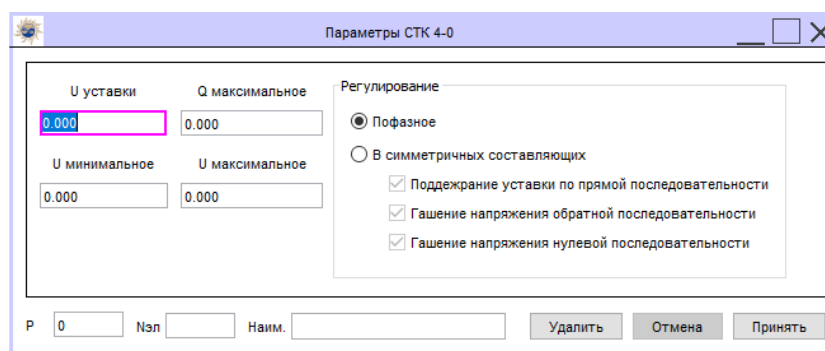 Параметры СТК 4-0
U уставки Q максимальное
0.000 0.000
U минимальное U максимальное
0.000 0.000
Регулирование
Пофазное
В симметричных составляющих
Поддежрание уставки по прямой последовательности
Гашение напряжения обратной последовательности
Гашение напряжения нулевой последовательности
P 0 Nэл Наим. Удалить Отмена Принять